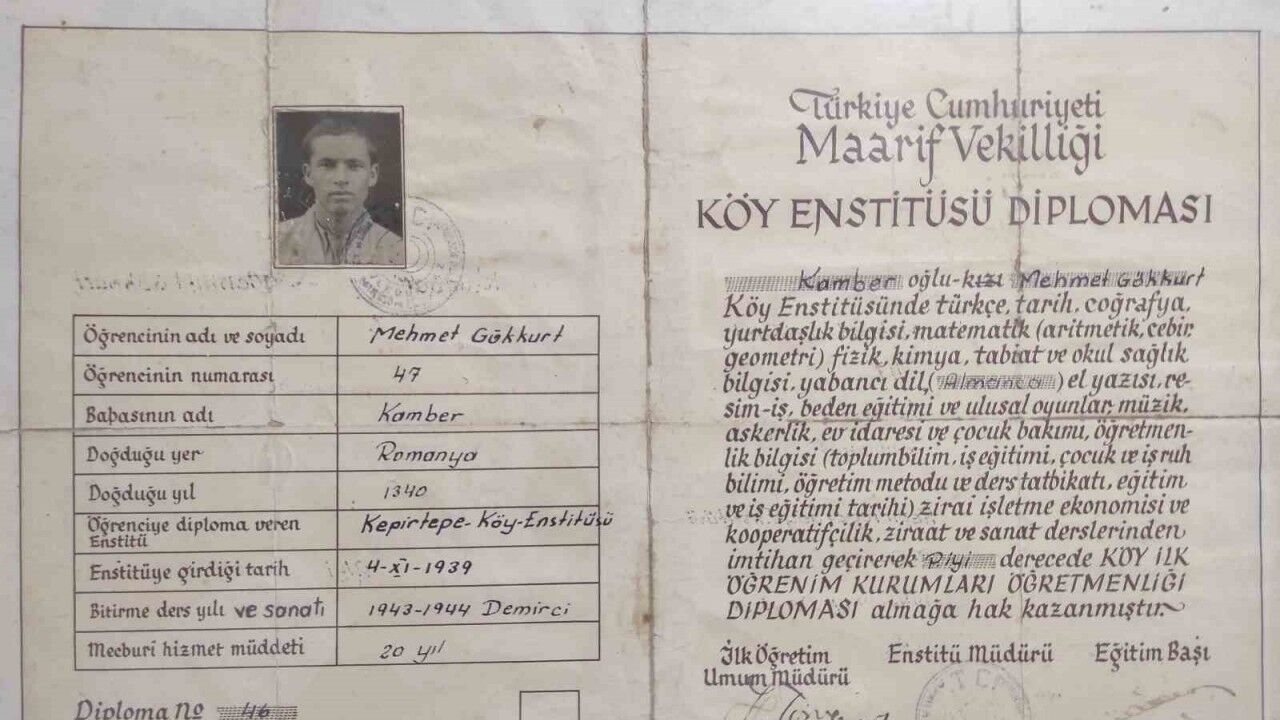 Öğrencinin adı ve soyadı Mehmet Gökkurt
Öğrencinin numarası 47
Babasının adı Kamber
Doğduğu yer Romanya
Doğduğu yıl 1340
Öğrenciye diploma veren Enstitü Kepirtepe-Köy-Enstitüsü
Enstitüye girdiği tarih 4-XI-1939
Bitirme ders yılı ve sanatı 1943-1944 Demirci
Mecburi hizmet müddeti 20 yıl
Diploma No 46
Türkiye Cumhuriyeti
Maarif Vekilliği
KÖY ENSTİTÜSÜ DİPLOMASI
Kamber oğlu-kızı Mehmet Gökkurt
Köy Enstitüsünde türkçe, tarih, coğrafya,
yurtdaşlık bilgisi, matematik (aritmetik, cebir,
geometri) fizik, kimya, tabiat ve okul sağlık
bilgisi, yabancı dil, (Almanca) el yazısı, re-
sim-iş, beden eğitimi ve ulusal oyunlar, müzik,
askerlik, ev idaresi ve çocuk bakımı, öğretmen-
lik bilgisi (toplumbilim, iş eğitimi, çocuk ve iş ruh
bilimi, öğretim metodu ve ders tatbikatı, eğitim
ve iş eğitimi tarihi) zirai işletme ekonomisi ve
kooperatifçilik, ziraat ve sanat derslerinden
imtihan geçirerek derecede KÖY İLK
ÖĞRENİM KURUMLARI ÖĞRETMENLİĞİ
DİPLOMASI almağa hak kazanmıştır.
İlk Öğretim Enstitü Müdürü Eğitim Başı
Umum Müdürü
T.C.